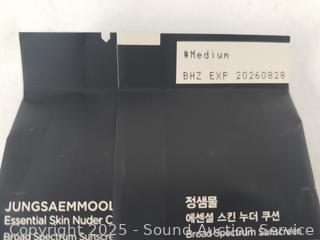 #Medium
BHZ EXP 20260828
JUNGSAEMMOOL
Essential Skin Nuder C
Broad Spectrum Sunscre
정샘물
에센셜 스킨 누더 쿠션
Broad Spectrum Sunscreen
Copyright 2025 - Sound Auction Service